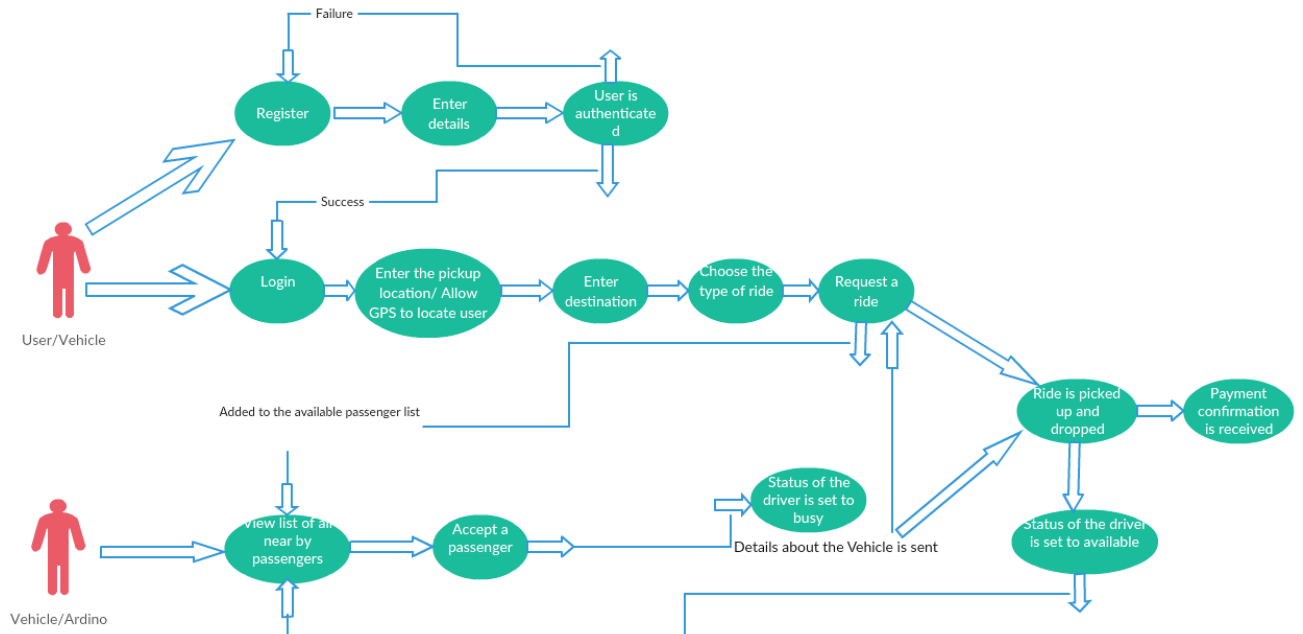 Failure
Register
Enter
details
User is
authenticate
d
Success
Login
Enter the pickup
location/ Allow
GPS to locate user
Enter
destination
Choose the
type of ride
Request a
ride
User/Vehicle
Added to the available passenger list
Ride is picked
up and
dropped
Payment
confirmation
is received
Status of the
driver is set to
busy
View list of all
near by
passengers
Accept a
passenger
Details about the Vehicle is sent
Status of the driver
is set to available
Vehicle/Ardino